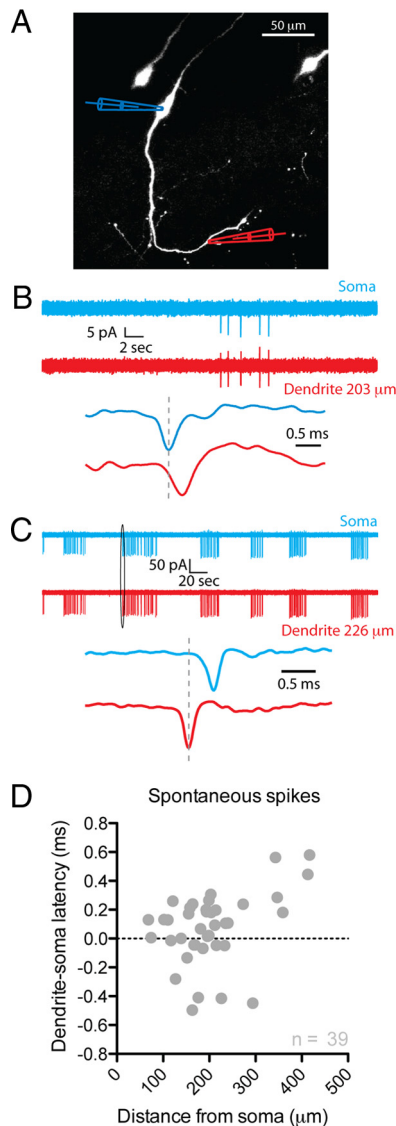 A
50 µm
B
Soma
5 pA
2 sec
Dendrite 203 µm
0.5 ms
C
Soma
50 pA
20 sec
Dendrite 226 µm
0.5 ms
D
Spontaneous spikes
Dendrite-soma latency (ms)
0.8
0.6
0.4
0.2
0.0
-0.2
-0.4
-0.6
-0.8
n = 39
0
100
200
300
400
500
Distance from soma (µm)